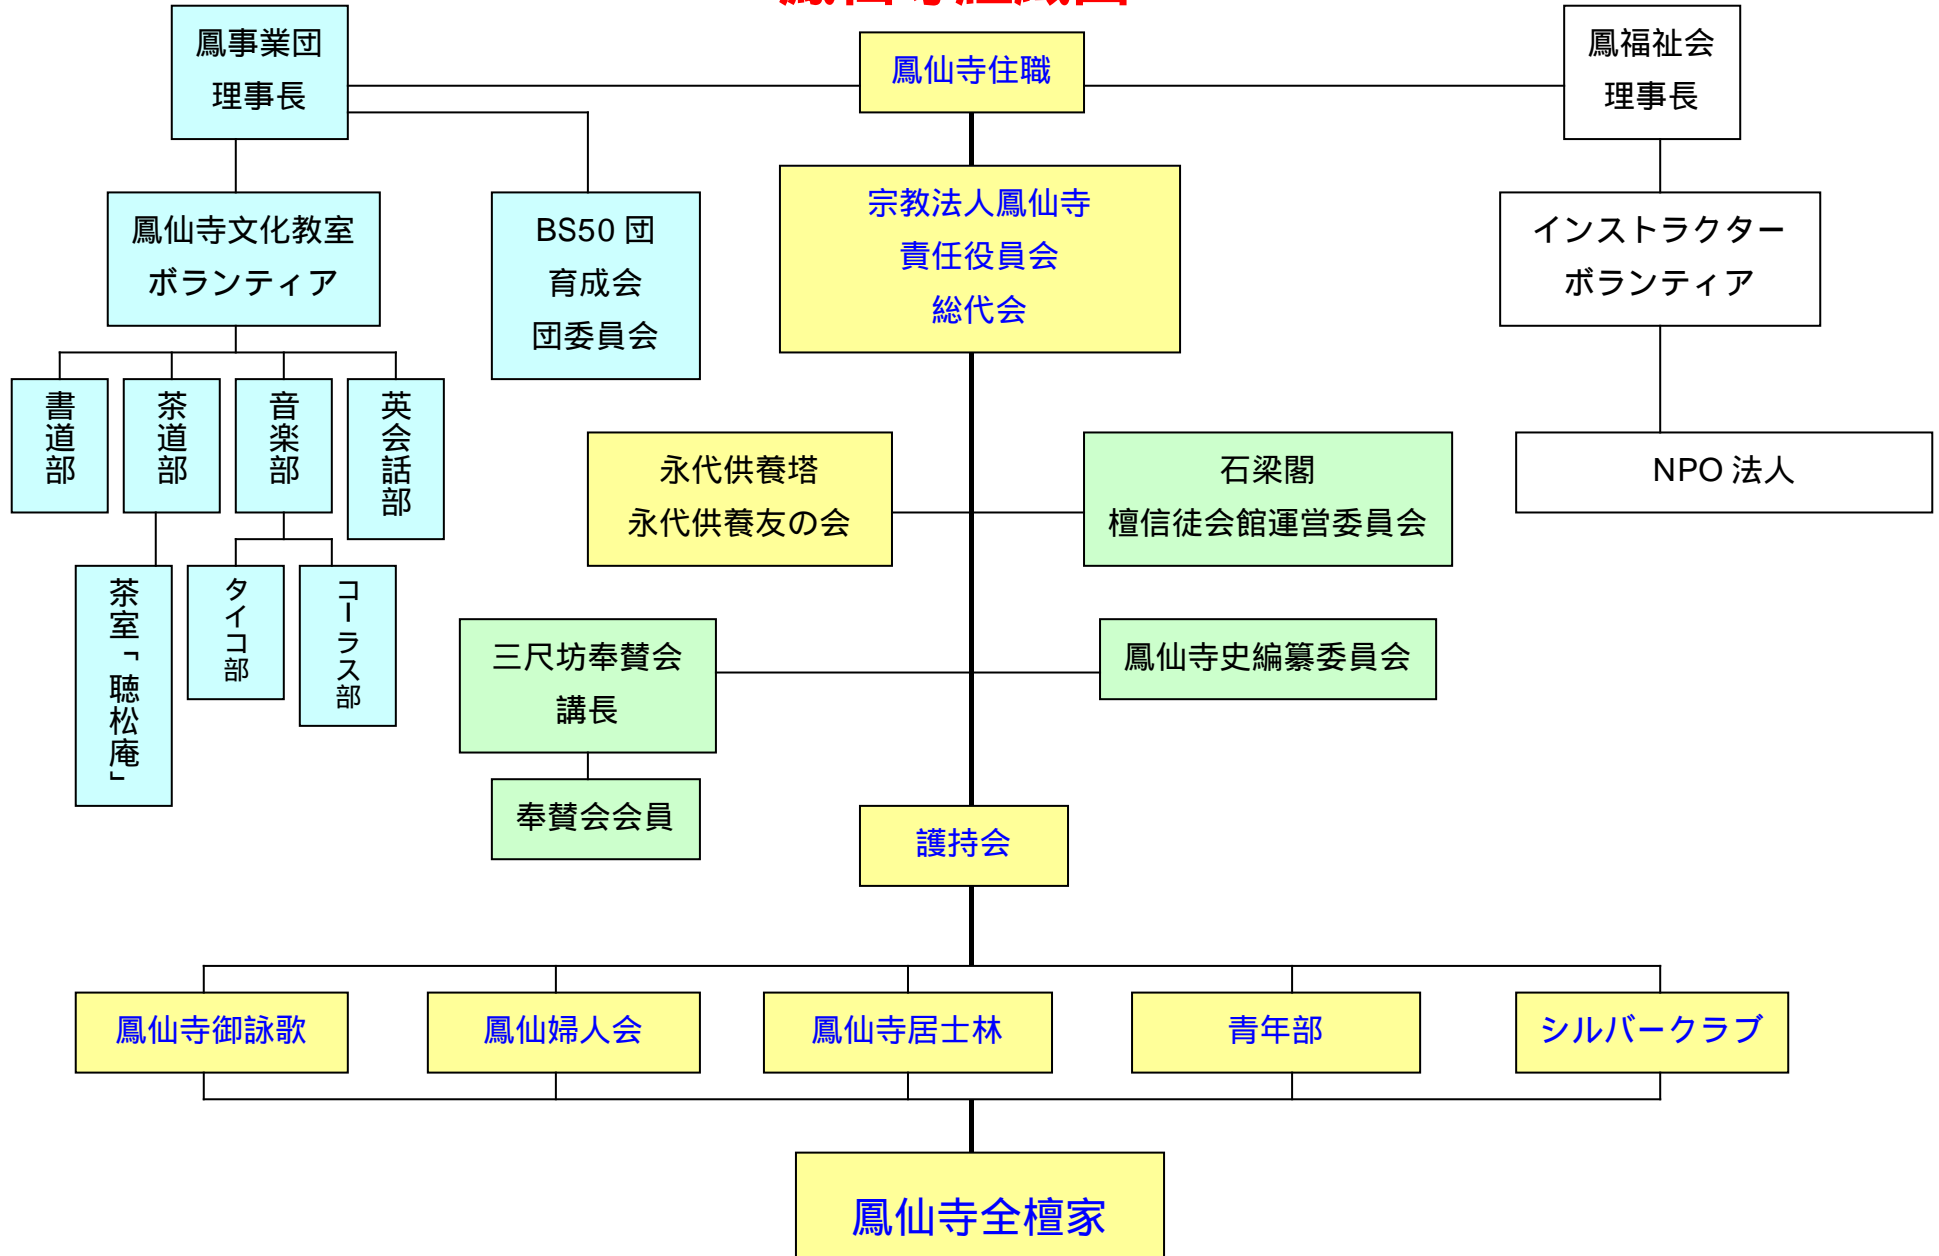 鳳事業団
理事長
鳳仙寺住職
鳳福祉会
理事長
鳳仙寺文化教室
ボランティア
BS50 団
育成会
団委員会
宗教法人鳳仙寺
責任役員会
総代会
インストラクター
ボランティア
書道部
茶道部
音楽部
英会話部
永代供養塔
永代供養友の会
石梁閣
檀信徒会館運営委員会
NPO 法人
茶室「聴松庵」
タイコ部
コーラス部
三尺坊奉賛会
講長
鳳仙寺史編纂委員会
奉賛会会員
護持会
鳳仙寺御詠歌
鳳仙婦人会
鳳仙寺居士林
青年部
シルバークラブ
鳳仙寺全檀家